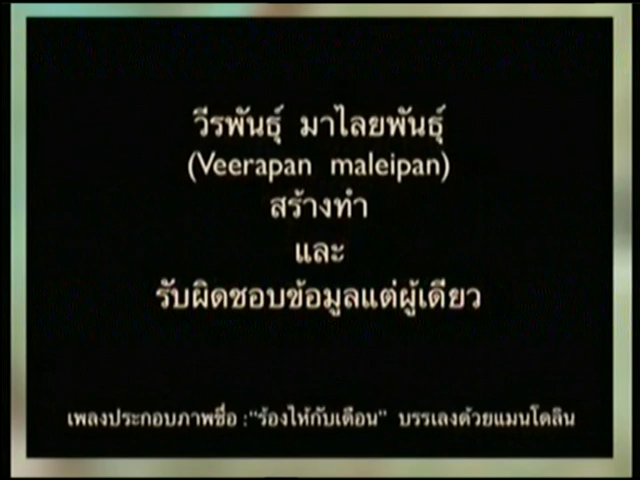 วีรพันธุ์ มาไลยพันธุ์
(Veerapan maleipan)
สร้างทำ
และ
รับผิดชอบข้อมูลแต่ผู้เดียว
เพลงประกอบภาพชื่อ :"ร้องไห้กับเดือน" บรรเลงด้วยแมนโดลิน